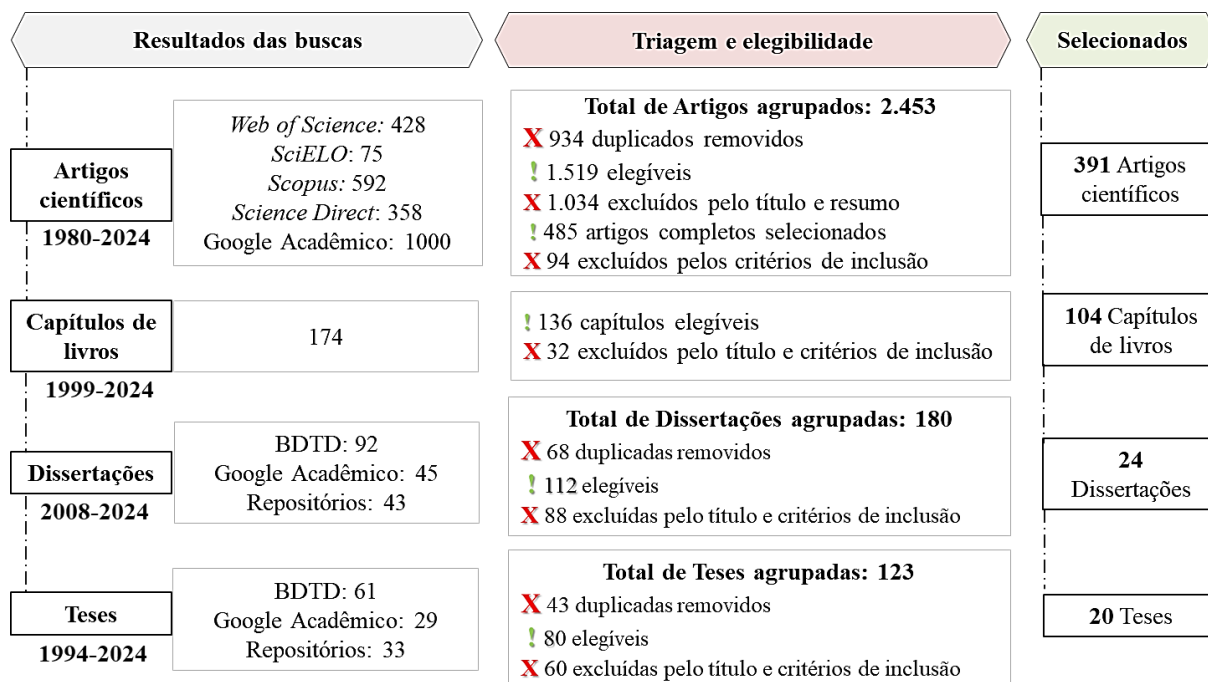 Resultados das buscas
Triagem e elegibilidade
Selecionados
Artigos
científicos
1980-2024
Web of Science: 428
SciELO: 75
Scopus: 592
Science Direct: 358
Google Acadêmico: 1000
Total de Artigos agrupados: 2.453
X 934 duplicados removidos
! 1.519 elegíveis
X 1.034 excluídos pelo título e resumo
! 485 artigos completos selecionados
X 94 excluídos pelos critérios de inclusão
391 Artigos
científicos
Capítulos de
livros
1999-2024
174
! 136 capítulos elegíveis
X 32 excluídos pelo título e critérios de inclusão
104 Capítulos
de livros
Dissertações
2008-2024
BDTD: 92
Google Acadêmico: 45
Repositórios: 43
Total de Dissertações agrupadas: 180
X 68 duplicadas removidos
! 112 elegíveis
X 88 excluídas pelo título e critérios de inclusão
24
Dissertações
Teses
1994-2024
BDTD: 61
Google Acadêmico: 29
Repositórios: 33
Total de Teses agrupadas: 123
X 43 duplicadas removidos
! 80 elegíveis
X 60 excluídas pelo título e critérios de inclusão
20 Teses